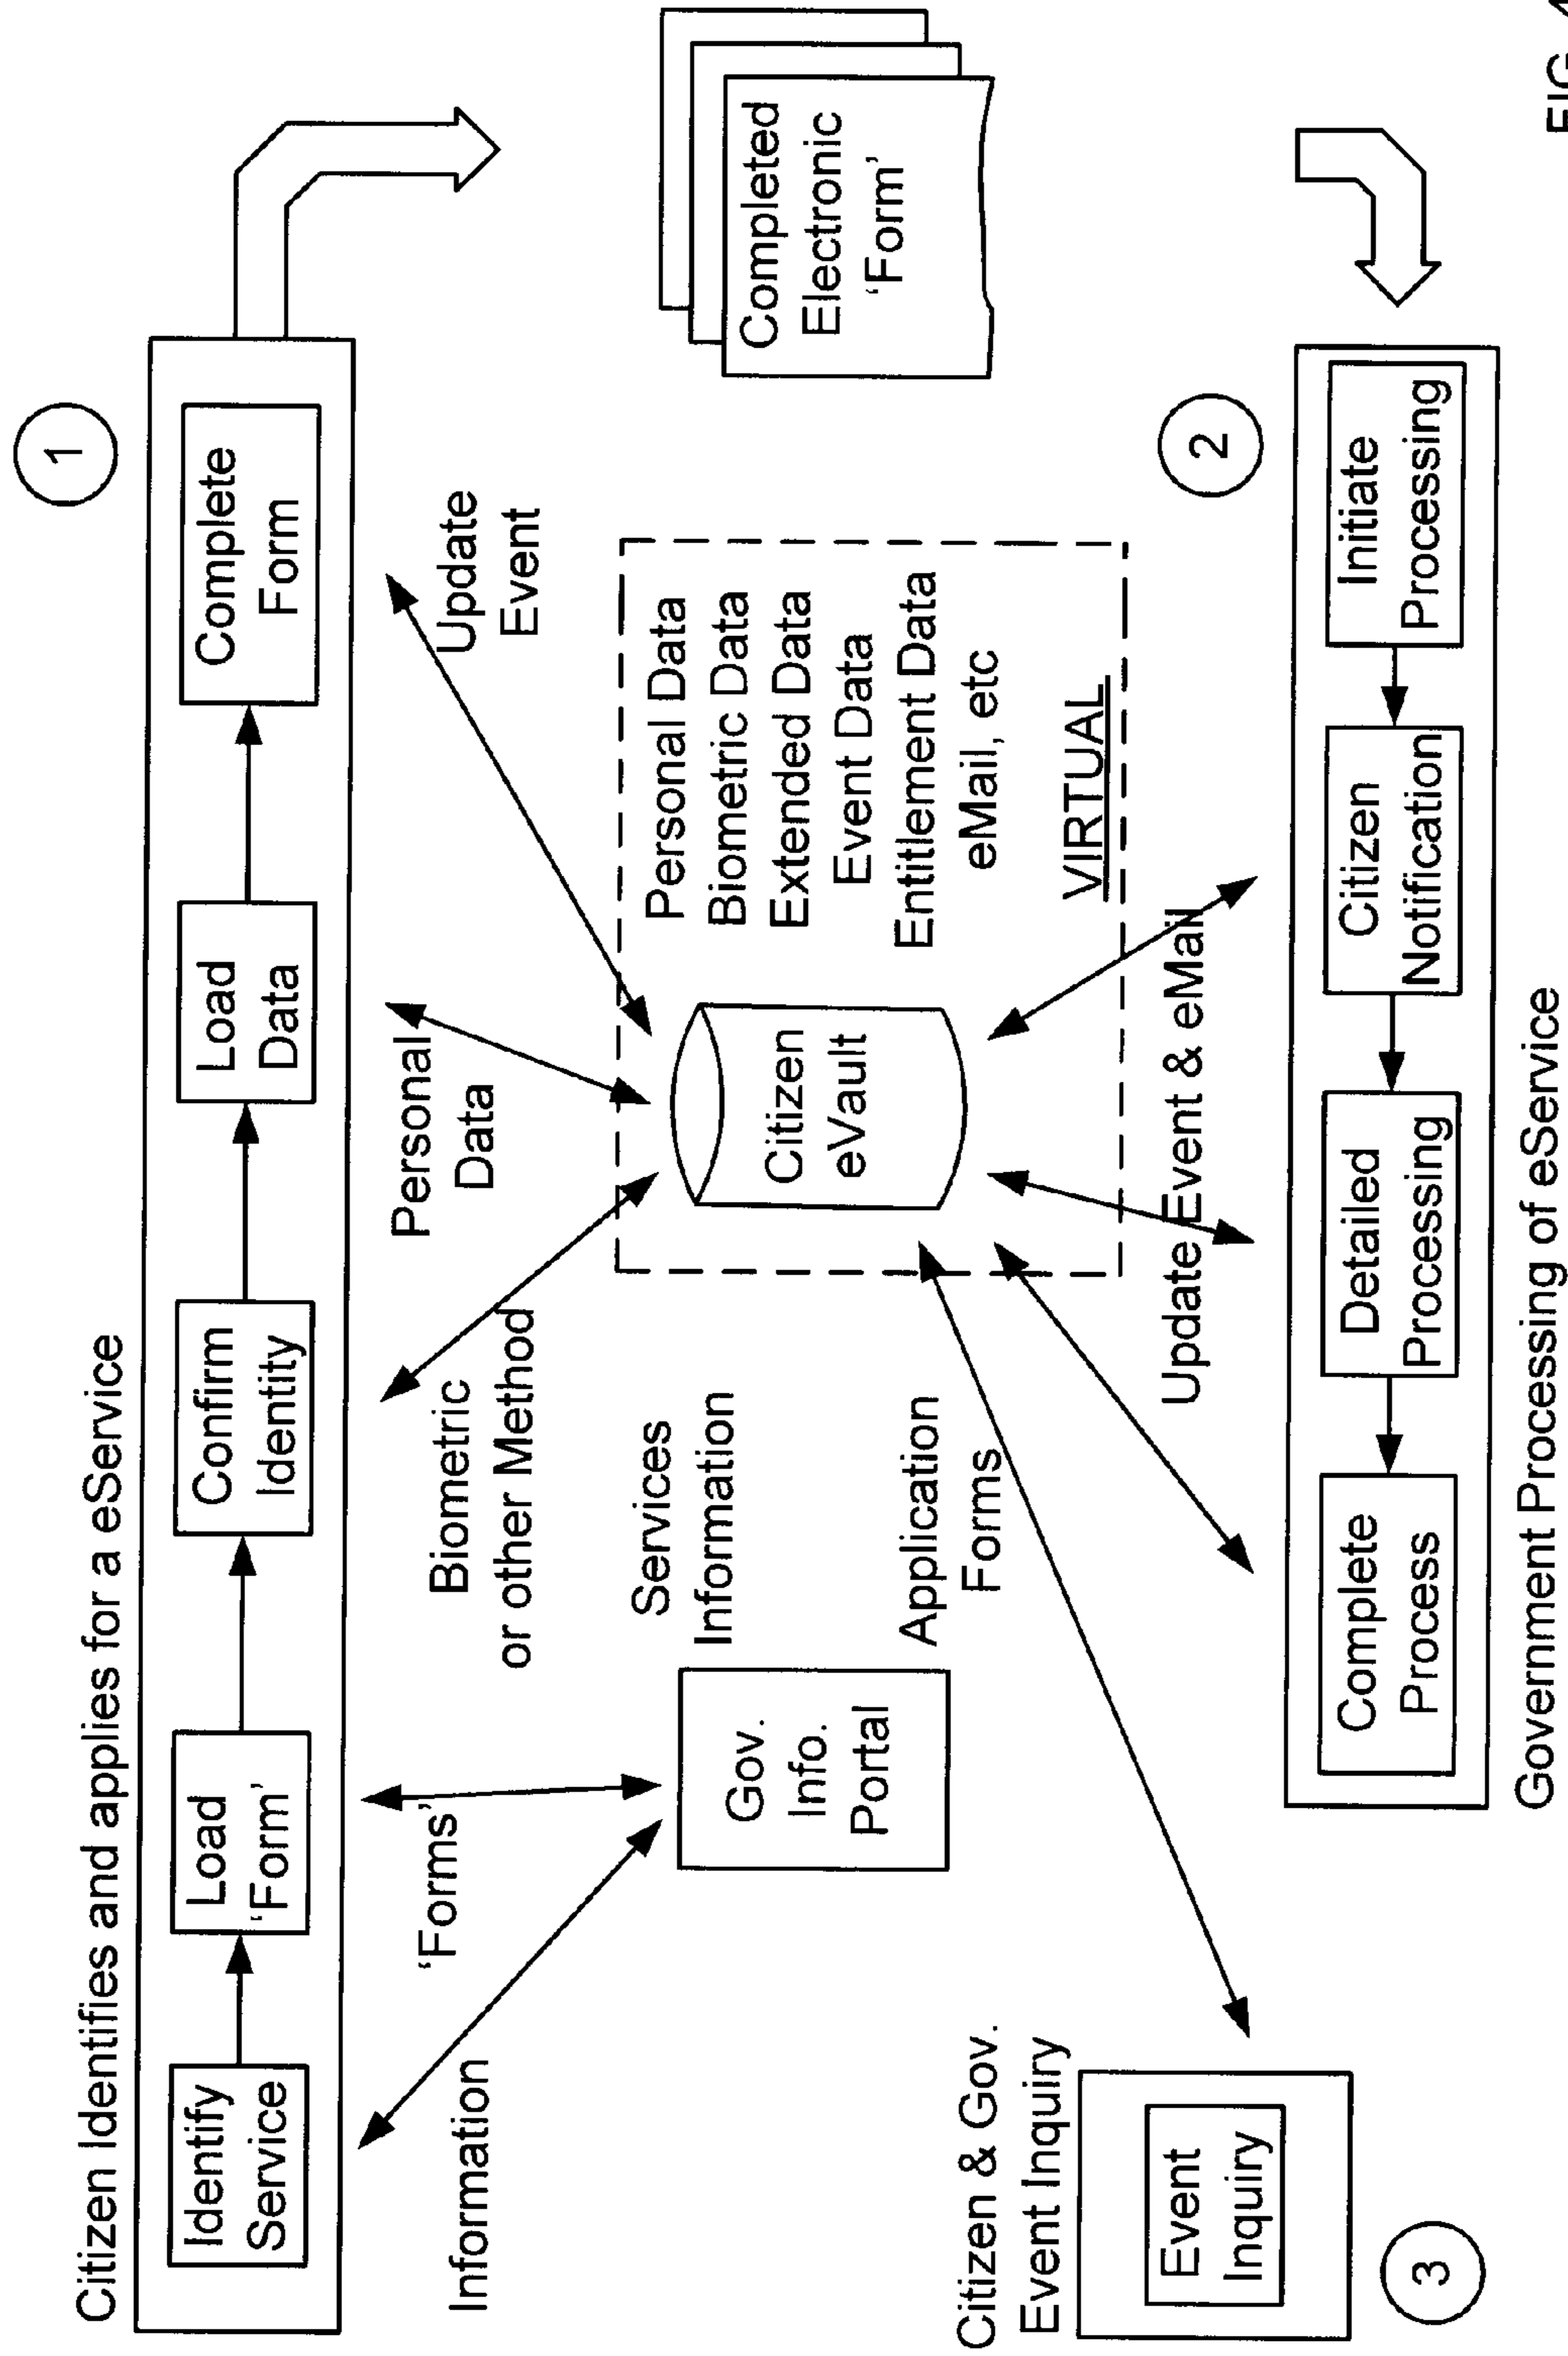 Citizen Identifies and applies for a eService
1
Identify
Service
Load
'Form'
Confirm
Identity
Load
Data
Complete
Form
Information
'Forms'
Biometric
or other Method
Personal
Data
Update
Event
Gov.
Info.
Portal
Services
Information
Application
Forms
Citizen
eVault
Personal Data
Biometric Data
Extended Data
Event Data
Entitlement Data
eMail, etc
VIRTUAL
Completed
Electronic
'Form'
Citizen & Gov.
Event Inquiry
Event
Inquiry
3
Update Event & eMail
2
Complete
Process
Detailed
Processing
Citizen
Notification
Initiate
Processing
Government Processing of eService
FIG.